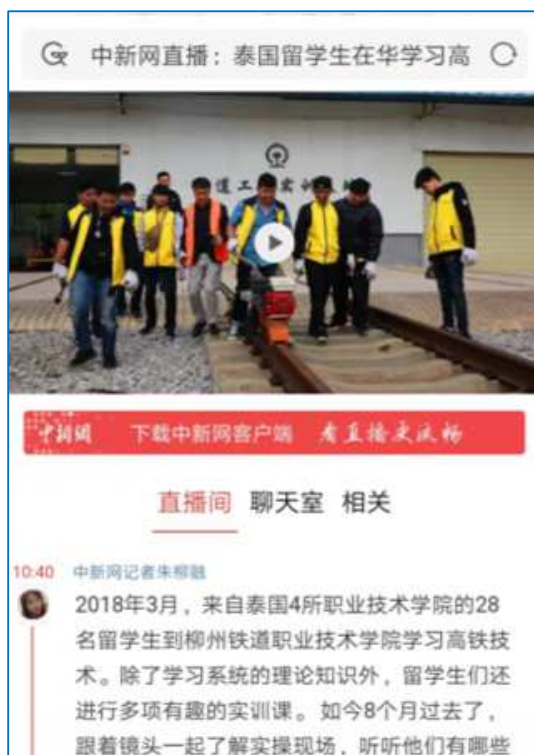 中新网直播：泰国留学生在华学习高
道工
中新網 下载中新网客户端 看直播更流畅
直播间 聊天室 相关
10:40 中新网记者朱柳融
2018年3月，来自泰国4所职业技术学院的28
名留学生到柳州铁道职业技术学院学习高铁技
术。除了学习系统的理论知识外，留学生们还
进行多项有趣的实训课。如今8个月过去了，
跟着镜头一起了解实操现场，听听他们有哪些